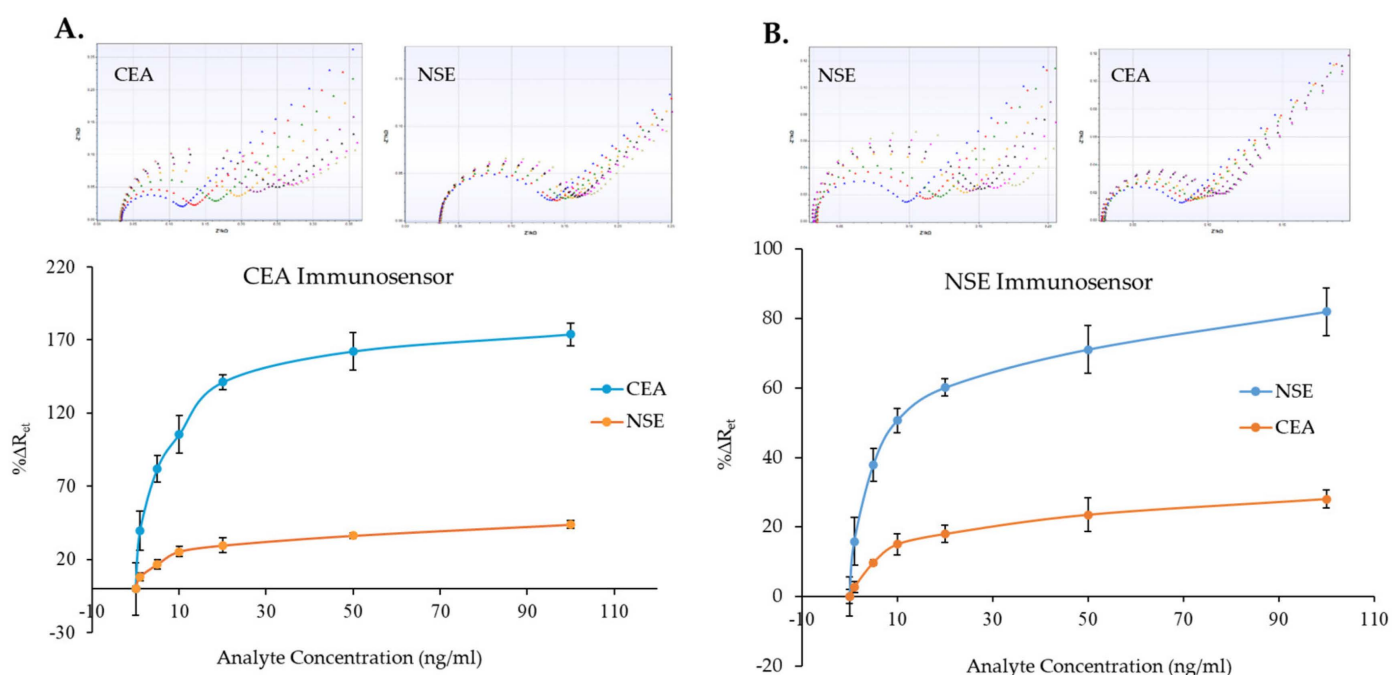 A.
CEA
NSE
CEA Immunosensor
220
170
120
70
20
-30
-10
10
30
50
70
90
110
%ΔRet
CEA
NSE
Analyte Concentration (ng/ml)
B.
NSE
CEA
NSE Immunosensor
100
80
60
40
20
0
-20
-10
10
30
50
70
90
110
%ΔRet
NSE
CEA
Analyte Concentration (ng/ml)